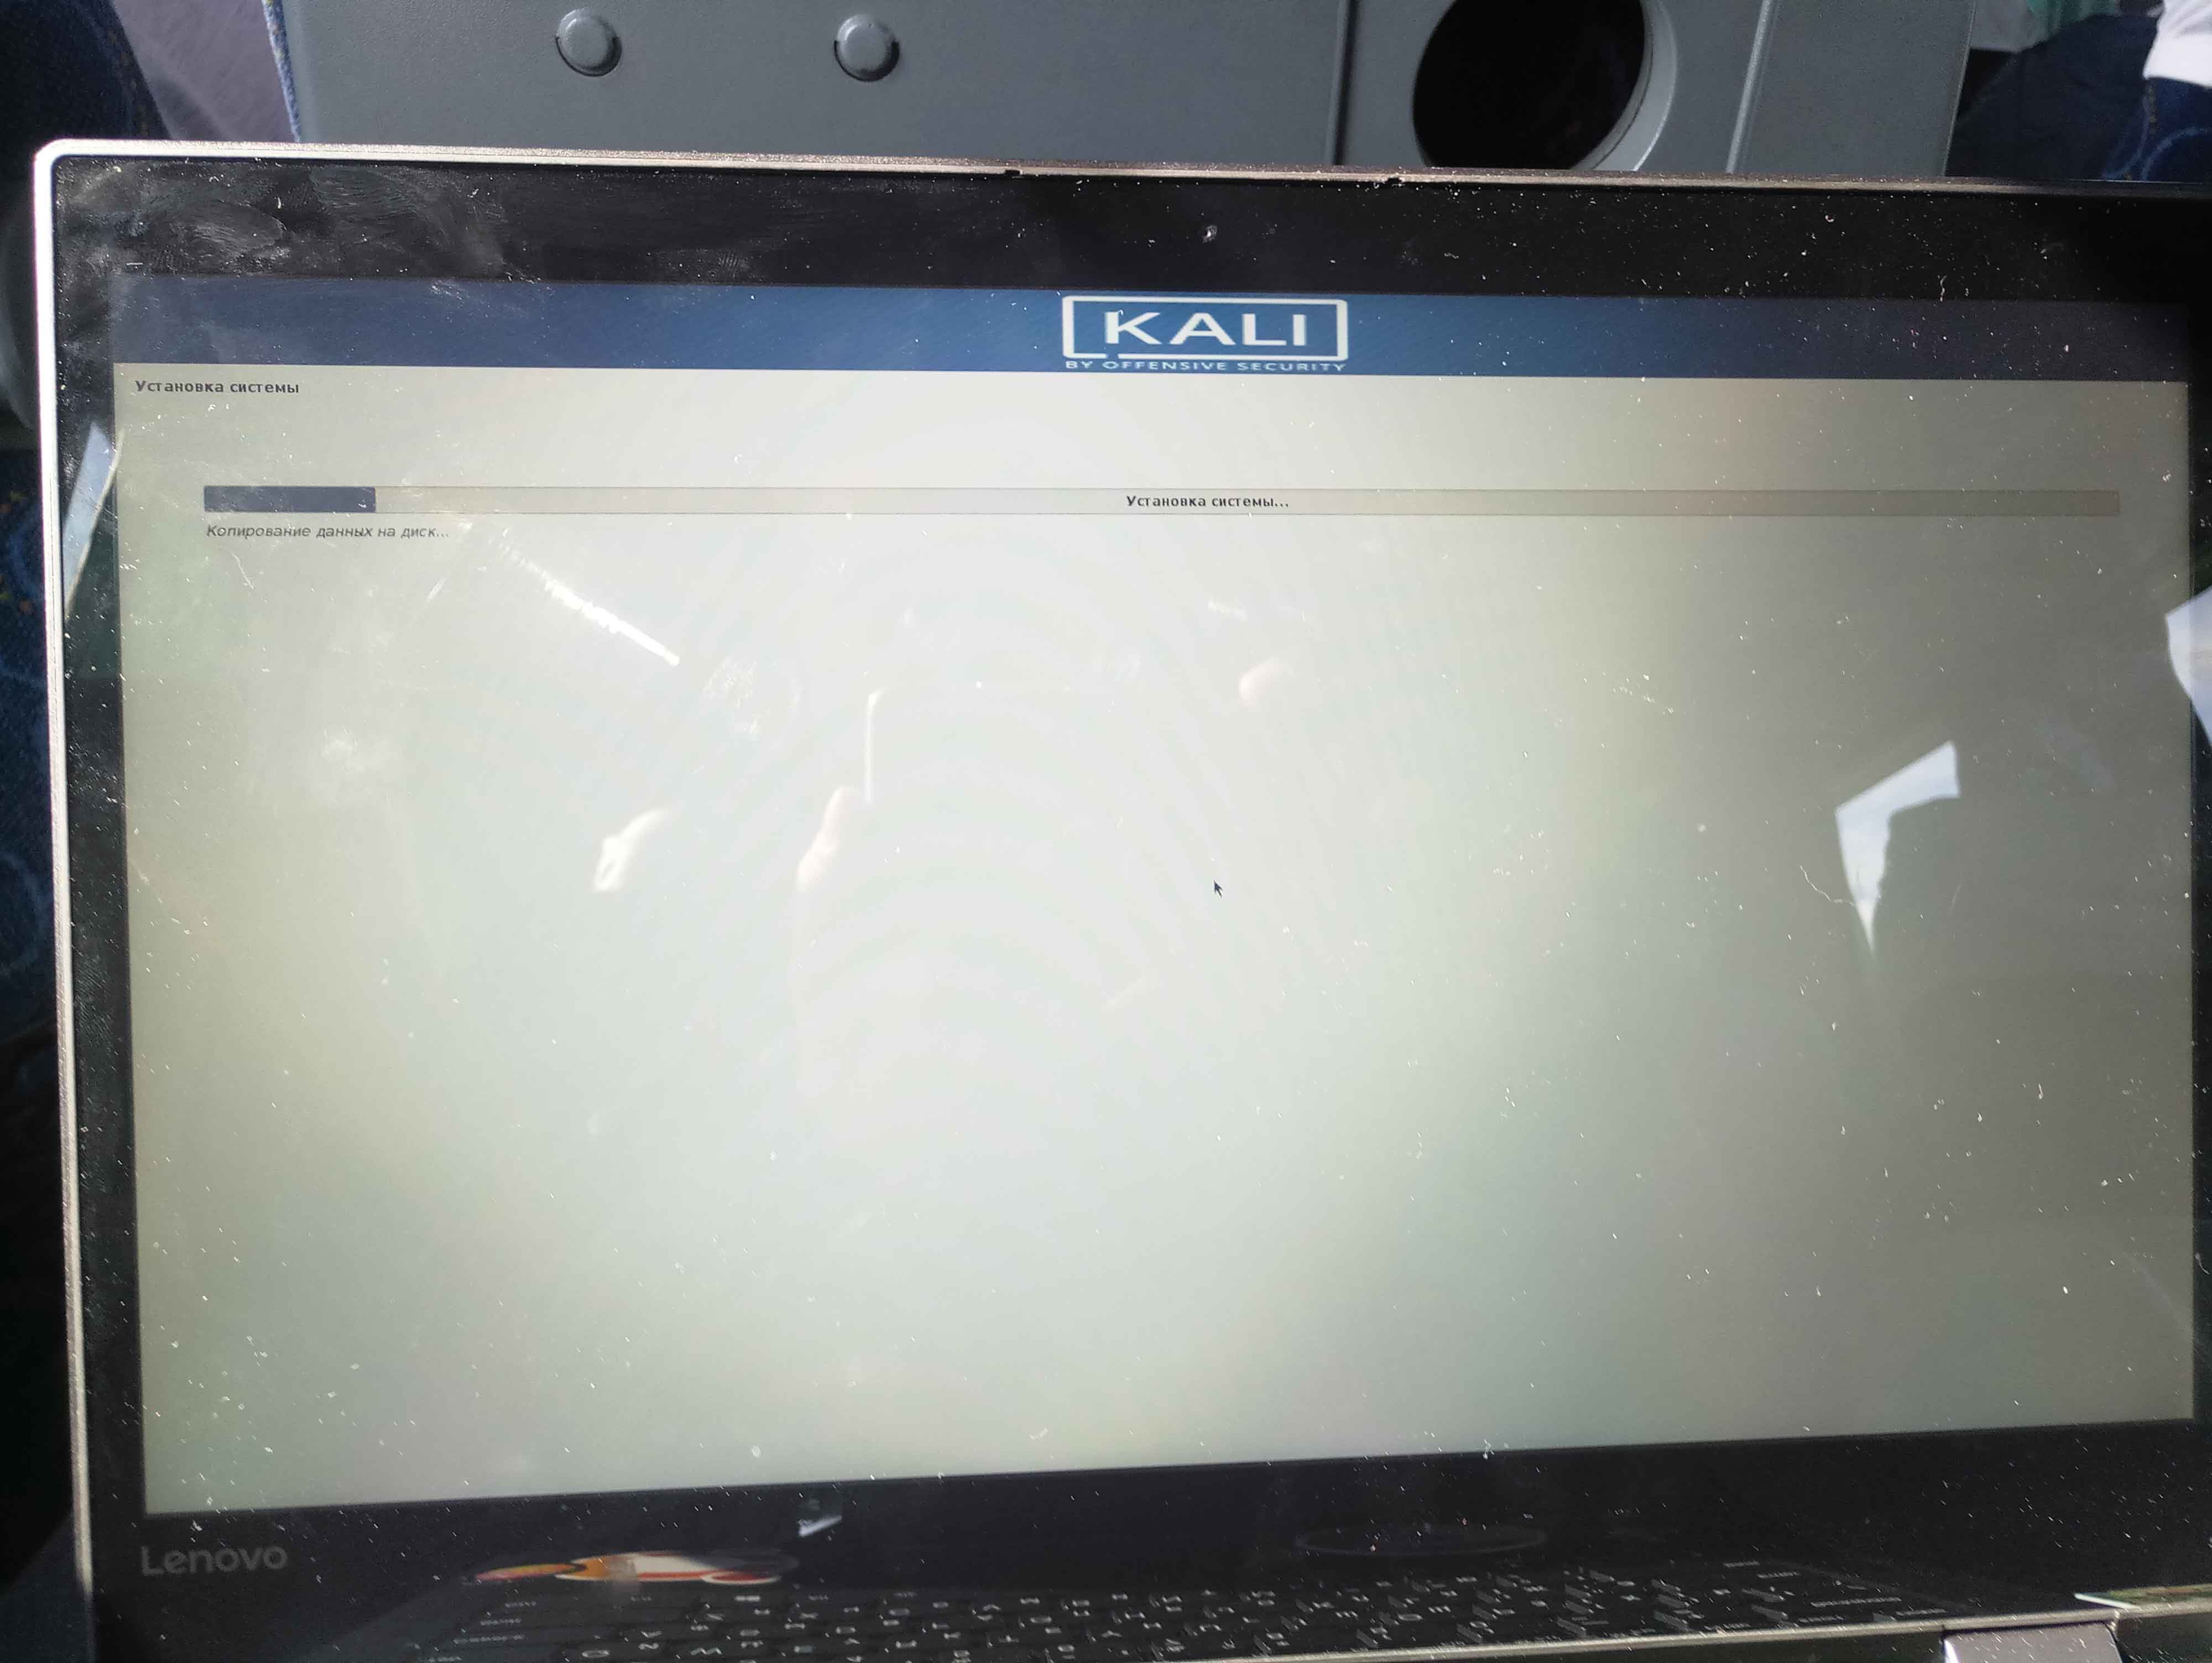 KALI
BY OFFENSIVE SECURITY
Установка системы
Установка системы...
Копирование данных на диск...
Lenovo